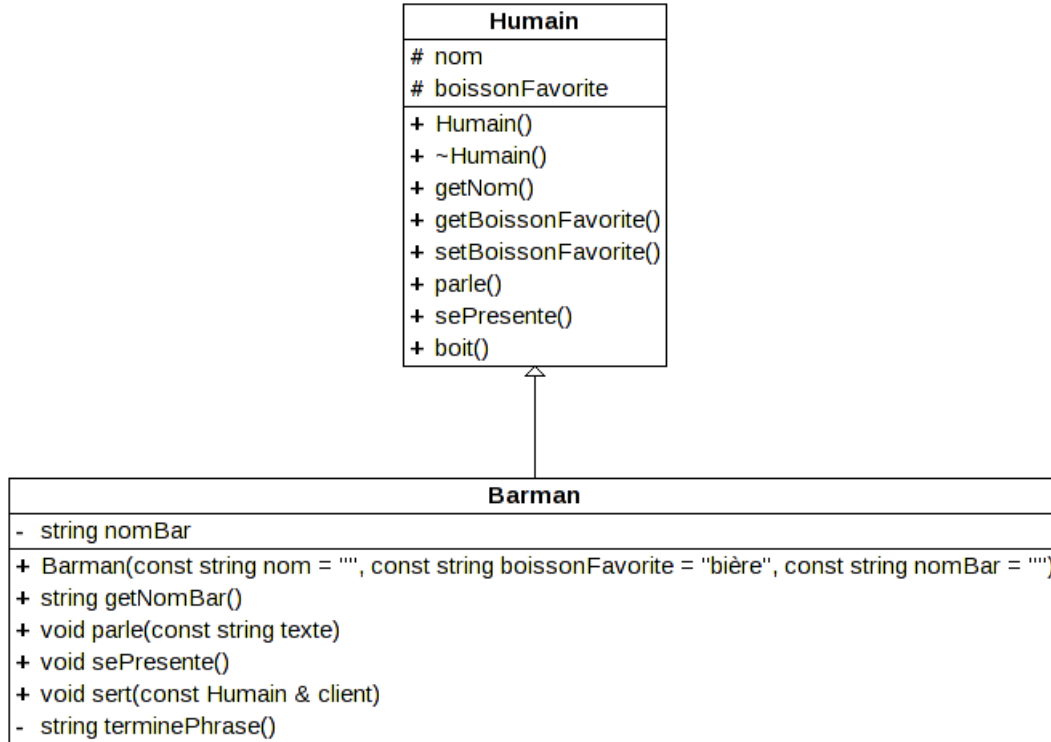 Humain
# nom
# boissonFavorite
+ Humain()
+ ~Humain()
+ getNom()
+ getBoissonFavorite()
+ setBoissonFavorite()
+ parle()
+ sePresente()
+ boit()
Barman
- string nomBar
+ Barman(const string nom = "", const string boissonFavorite = "bière", const string nomBar = "")
+ string getNomBar()
+ void parle(const string texte)
+ void sePresente()
+ void sert(const Humain & client)
- string terminePhrase()